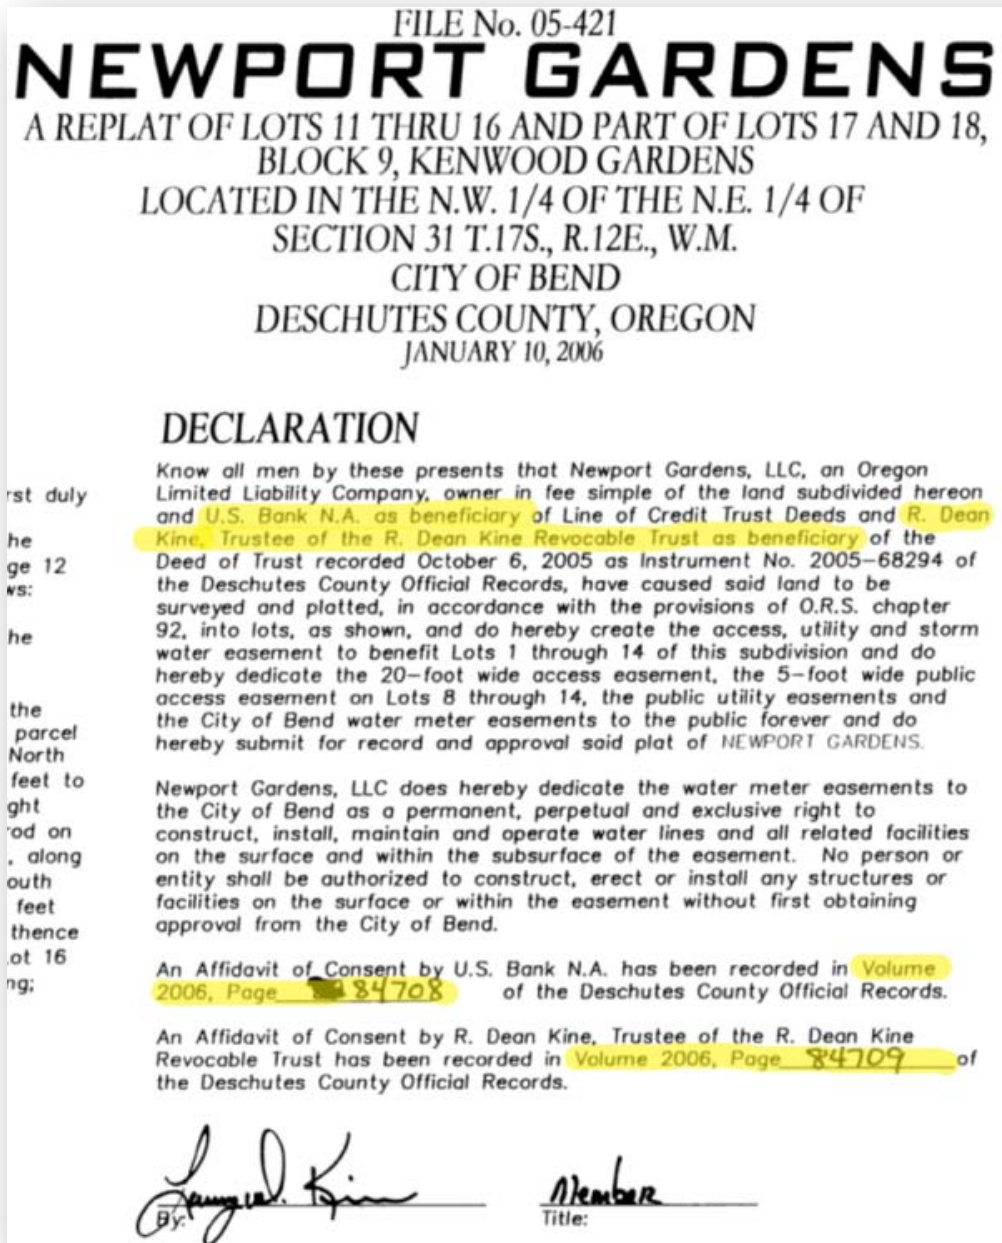 FILE No. 05-421
NEWPORT GARDENS
A REPLAT OF LOTS 11 THRU 16 AND PART OF LOTS 17 AND 18,
BLOCK 9, KENWOOD GARDENS
LOCATED IN THE N.W. 1/4 OF THE N.E. 1/4 OF
SECTION 31 T.17S., R.12E., W.M.
CITY OF BEND
DESCHUTES COUNTY, OREGON
JANUARY 10, 2006
rst duly
he
ge 12
ws:
he
the
parcel
North
feet to
ght
rod on
, along
outh
feet
thence
ot 16
ng;
DECLARATION
Know all men by these presents that Newport Gardens, LLC, an Oregon
Limited Liability Company, owner in fee simple of the land subdivided hereon
and U.S. Bank N.A. as beneficiary of Line of Credit Trust Deeds and R. Dean
Kine, Trustee of the R. Dean Kine Revocable Trust as beneficiary of the
Deed of Trust recorded October 6, 2005 as Instrument No. 2005-68294 of
the Deschutes County Official Records, have caused said land to be
surveyed and platted, in accordance with the provisions of O.R.S. chapter
92, into lots, as shown, and do hereby create the access, utility and storm
water easement to benefit Lots 1 through 14 of this subdivision and do
hereby dedicate the 20-foot wide access easement, the 5-foot wide public
access easement on Lots 8 through 14, the public utility easements and
the City of Bend water meter easements to the public forever and do
hereby submit for record and approval said plat of NEWPORT GARDENS.
Newport Gardens, LLC does hereby dedicate the water meter easements to
the City of Bend as a permanent, perpetual and exclusive right to
construct, install, maintain and operate water lines and all related facilities
on the surface and within the subsurface of the easement. No person or
entity shall be authorized to construct, erect or install any structures or
facilities on the surface or within the easement without first obtaining
approval from the City of Bend.
An Affidavit of Consent by U.S. Bank N.A. has been recorded in Volume
2006, Page 84708 of the Deschutes County Official Records.
An Affidavit of Consent by R. Dean Kine, Trustee of the R. Dean Kine
Revocable Trust has been recorded in Volume 2006, Page 84709 of
the Deschutes County Official Records.
Member
By: Title: